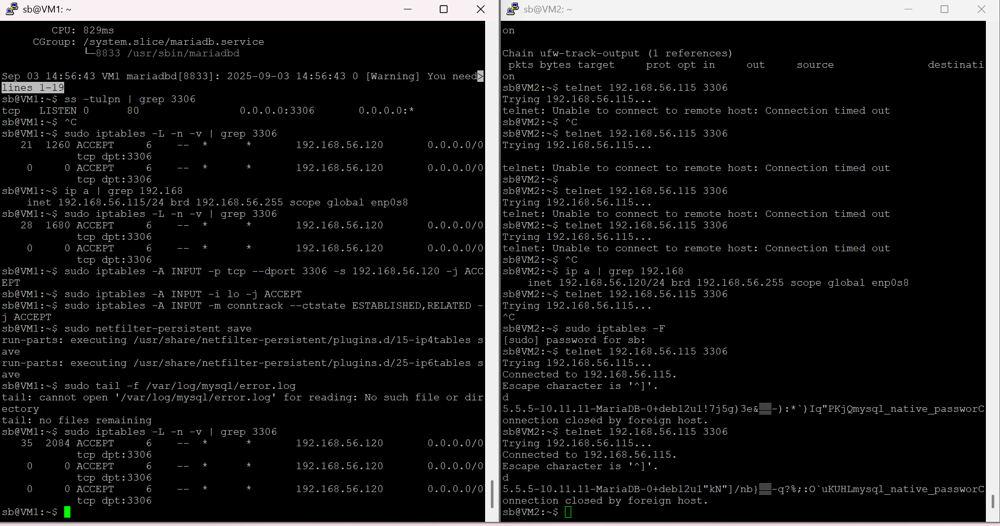 sb@VM1: ~
CPU: 829ms
CGroup: /system.slice/mariadb.service
└─8833 /usr/sbin/mariadbd
Sep 03 14:56:43 VM1 mariadbd[8833]: 2025-09-03 14:56:43 0 [Warning] You need>
lines 1-19
sb@VM1:~$ ss -tulpn | grep 3306
tcp   LISTEN 0      80                0.0.0.0:3306       0.0.0.0:*
sb@VM1:~$ ^C
sb@VM1:~$ sudo iptables -L -n -v | grep 3306
21  1260 ACCEPT     6    --  *      *       192.168.56.120       0.0.0.0/0
tcp dpt:3306
0     0 ACCEPT     6    --  *      *       192.168.56.120       0.0.0.0/0
tcp dpt:3306
sb@VM1:~$ ip a | grep 192.168
inet 192.168.56.115/24 brd 192.168.56.255 scope global enp0s8
sb@VM1:~$ sudo iptables -L -n -v | grep 3306
28  1680 ACCEPT     6    --  *      *       192.168.56.120       0.0.0.0/0
tcp dpt:3306
0     0 ACCEPT     6    --  *      *       192.168.56.120       0.0.0.0/0
tcp dpt:3306
sb@VM1:~$ sudo iptables -A INPUT -p tcp --dport 3306 -s 192.168.56.120 -j ACC
EPT
sb@VM1:~$ sudo iptables -A INPUT -i lo -j ACCEPT
sb@VM1:~$ sudo iptables -A INPUT -m conntrack --ctstate ESTABLISHED,RELATED -
j ACCEPT
sb@VM1:~$ sudo netfilter-persistent save
run-parts: executing /usr/share/netfilter-persistent/plugins.d/15-ip4tables s
ave
run-parts: executing /usr/share/netfilter-persistent/plugins.d/25-ip6tables s
ave
sb@VM1:~$ sudo tail -f /var/log/mysql/error.log
tail: cannot open '/var/log/mysql/error.log' for reading: No such file or dir
ectory
tail: no files remaining
sb@VM1:~$ sudo iptables -L -n -v | grep 3306
35  2084 ACCEPT     6    --  *      *       192.168.56.120       0.0.0.0/0
tcp dpt:3306
0     0 ACCEPT     6    --  *      *       192.168.56.120       0.0.0.0/0
tcp dpt:3306
0     0 ACCEPT     6    --  *      *       192.168.56.120       0.0.0.0/0
tcp dpt:3306
sb@VM1:~$
sb@VM2: ~
on
Chain ufw-track-output (1 references)
pkts bytes target     prot opt in     out     source               destinati
on
sb@VM2:~$ telnet 192.168.56.115 3306
Trying 192.168.56.115...
telnet: Unable to connect to remote host: Connection timed out
sb@VM2:~$ ^C
sb@VM2:~$ telnet 192.168.56.115 3306
Trying 192.168.56.115...
telnet: Unable to connect to remote host: Connection timed out
sb@VM2:~$
sb@VM2:~$ telnet 192.168.56.115 3306
Trying 192.168.56.115...
telnet: Unable to connect to remote host: Connection timed out
sb@VM2:~$ telnet 192.168.56.115 3306
Trying 192.168.56.115...
telnet: Unable to connect to remote host: Connection timed out
sb@VM2:~$ ^C
sb@VM2:~$ ip a | grep 192.168
inet 192.168.56.120/24 brd 192.168.56.255 scope global enp0s8
sb@VM2:~$ telnet 192.168.56.115 3306
Trying 192.168.56.115...
^C
sb@VM2:~$ sudo iptables -F
[sudo] password for sb:
sb@VM2:~$ telnet 192.168.56.115 3306
Trying 192.168.56.115...
Connected to 192.168.56.115.
Escape character is '^]'.
d
5.5.5-10.11.11-MariaDB-0+deb12u1!7j5g)3e&▒▒-):*`)Iq"PKjQmysql_native_passworC
onnection closed by foreign host.
sb@VM2:~$ telnet 192.168.56.115 3306
Trying 192.168.56.115...
Connected to 192.168.56.115.
Escape character is '^]'.
d
5.5.5-10.11.11-MariaDB-0+deb12u1"kN"]/nb}▒▒-q?%;:O`uKUHLmysql_native_passworC
onnection closed by foreign host.
sb@VM2:~$